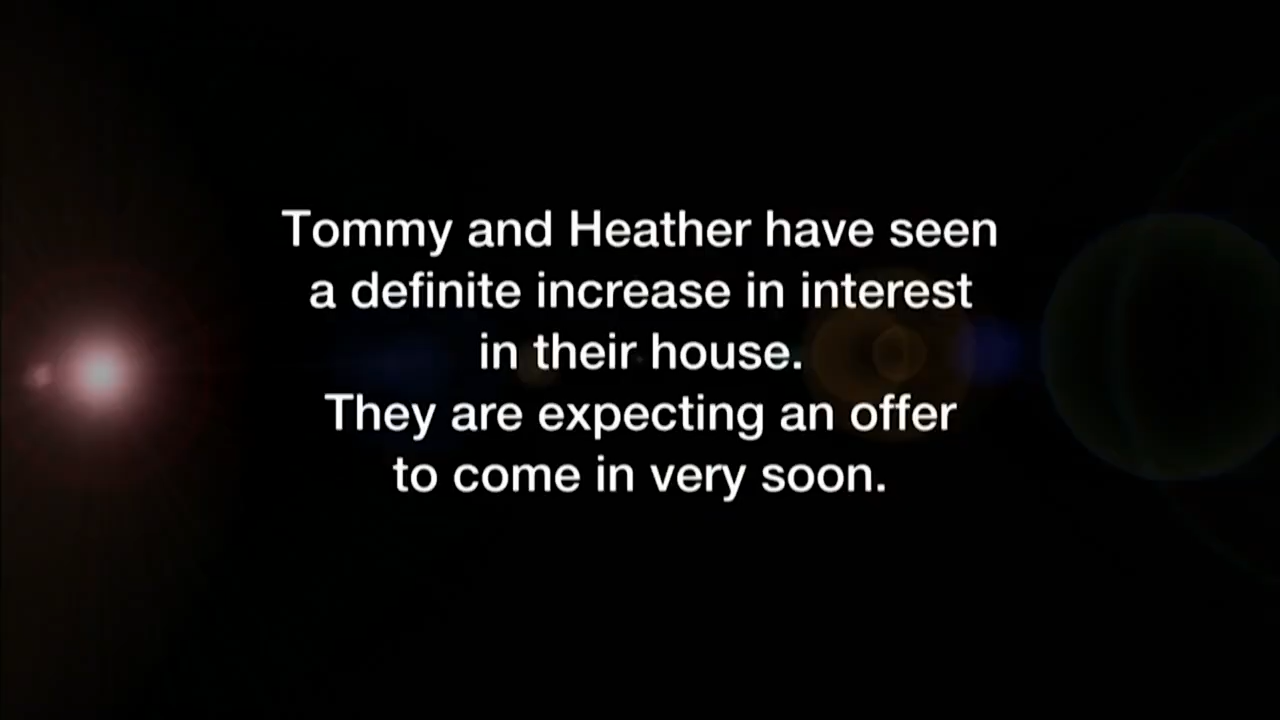 Tommy and Heather have seen
a definite increase in interest
in their house.
They are expecting an offer
to come in very soon.